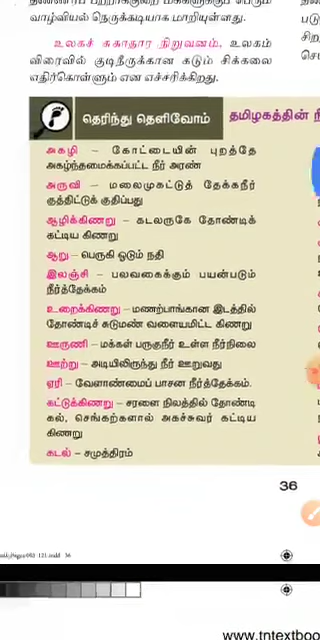 வாழ்வியல் நெருக்கடியாக மாறியுள்ளது.
உலகச் சுகாதார நிறுவனம், உலகம்
விரைவில் குடிநீருக்கான கடும் சிக்கலை
எதிர்கொள்ளும் என எச்சரிக்கிறது.
தெரிந்து தெளிவோம்
தமிழகத்தின் நீ
அகழி – கோட்டையின் புறத்தே
அகழ்ந்தமைக்கப்பட்ட நீர் அரண்
அருவி – மலைமுகட்டுத் தேக்கநீர்
குத்திட்டுக் குதிப்பது
ஆழிக்கிணறு – கடலருகே தோண்டிக்
கட்டிய கிணறு
ஆறு – பெருகி ஓடும் நதி
இலஞ்சி – பலவகைக்கும் பயன்படும்
நீர்த்தேக்கம்
உறைக்கிணறு – மணற்பாங்கான இடத்தில்
தோண்டிச் சுடுமண் வளையமிட்ட கிணறு
ஊருணி – மக்கள் பருகுநீர் உள்ள நீர்நிலை
ஊற்று – அடியிலிருந்து நீர் ஊறுவது
ஏரி – வேளாண்மைப் பாசன நீர்த்தேக்கம்.
கட்டுக்கிணறு – சரளை நிலத்தில் தோண்டி
கல், செங்கற்களால் அகச்சுவர் கட்டிய
கிணறு
கடல் – சமுத்திரம்
36
www.tntextboo